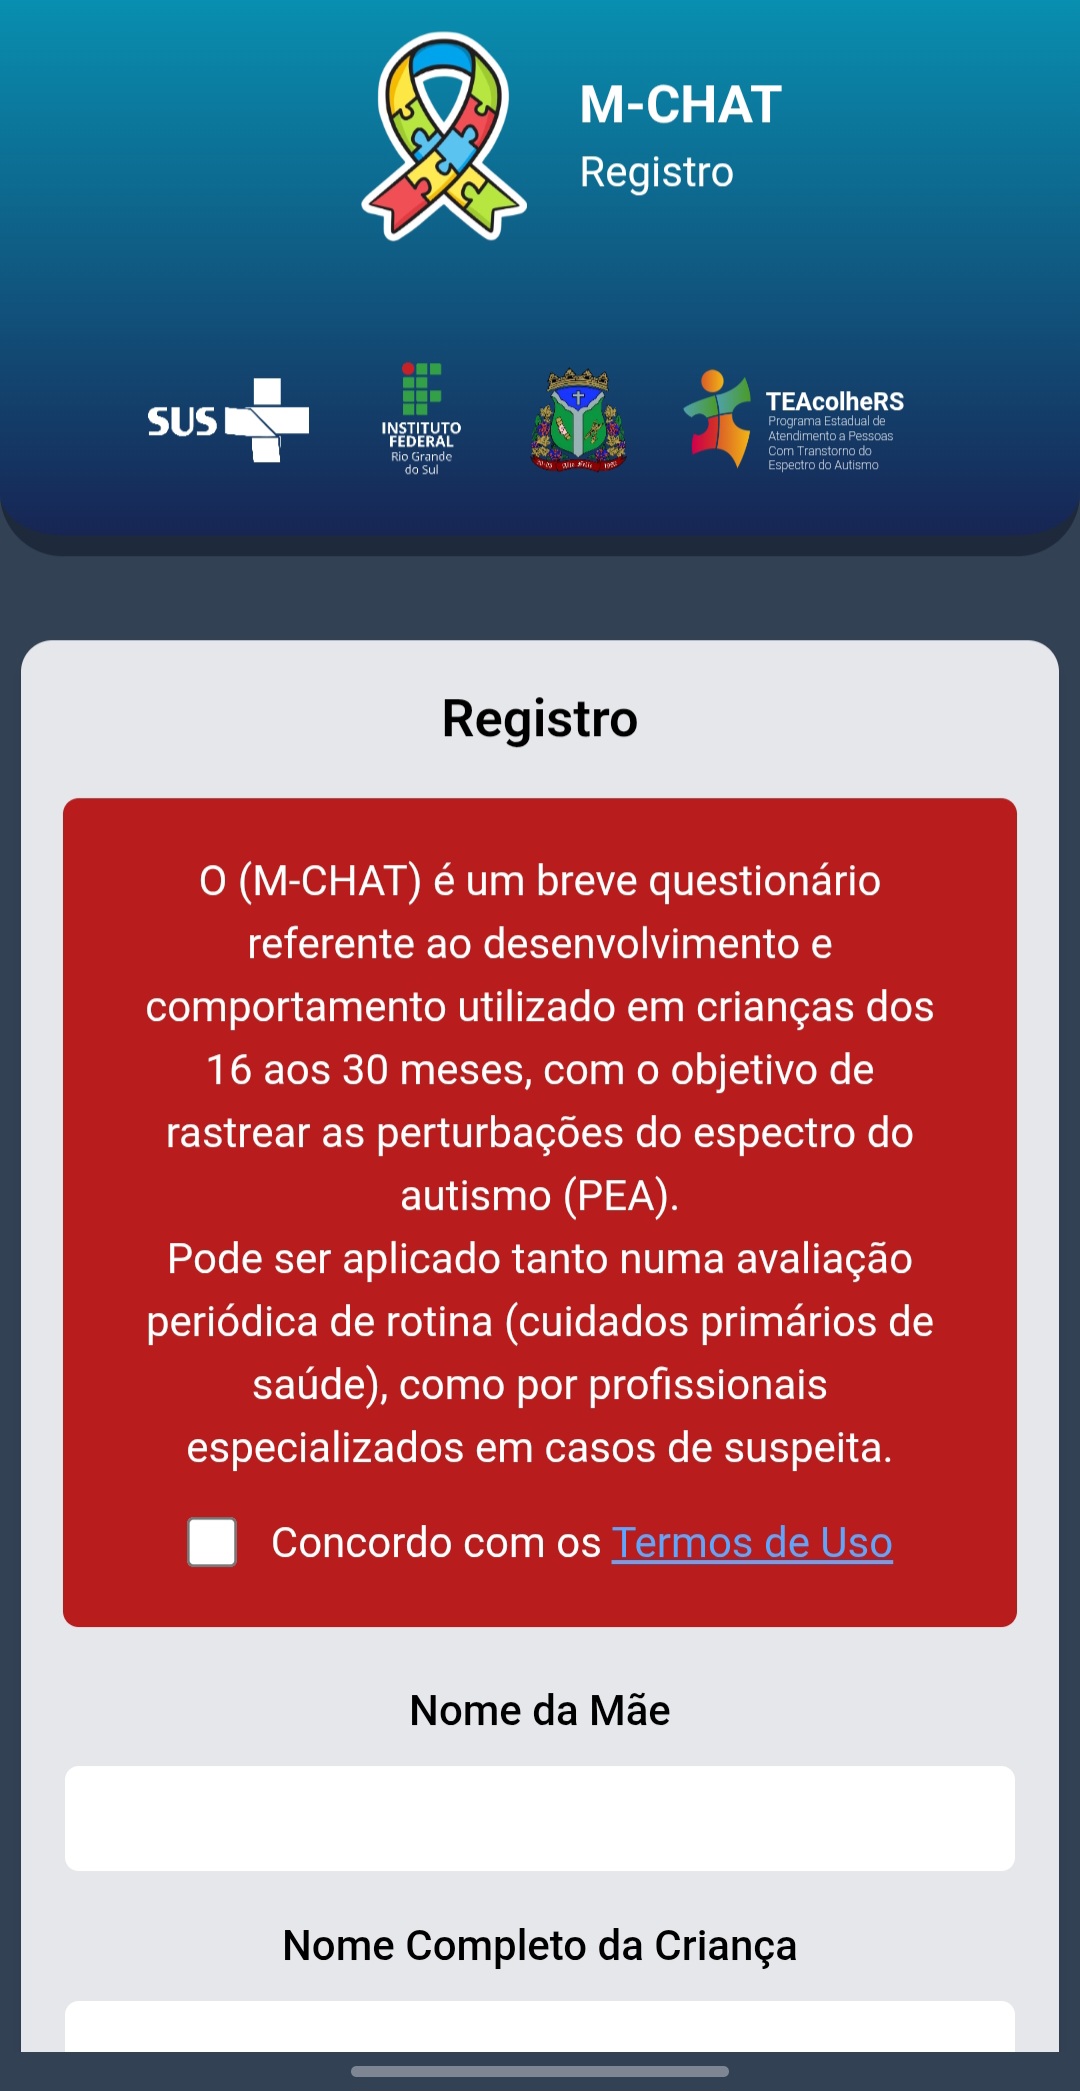 M-CHAT
Registro
SUS
INSTITUTO
FEDERAL
Rio Grande
do Sul
TEAcolheRS
Programa Estadual de
Atendimento a Pessoas
Com Transtorno do
Espectro do Autismo
Registro
O (M-CHAT) é um breve questionário
referente ao desenvolvimento e
comportamento utilizado em crianças dos
16 aos 30 meses, com o objetivo de
rastrear as perturbações do espectro do
autismo (PEA).
Pode ser aplicado tanto numa avaliação
periódica de rotina (cuidados primários de
saúde), como por profissionais
especializados em casos de suspeita.
Concordo com os Termos de Uso
Nome da Mãe
Nome Completo da Criança